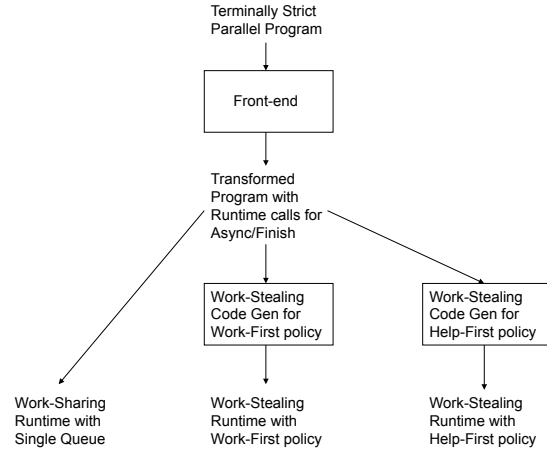 Terminally Strict
Parallel Program
Front-end
Transformed
Program with
Runtime calls for
Async/Finish
Work-Stealing
Code Gen for
Work-First policy
Work-Stealing
Code Gen for
Help-First policy
Work-Sharing
Runtime with
Single Queue
Work-Stealing
Runtime with
Work-First policy
Work-Stealing
Runtime with
Help-First policy